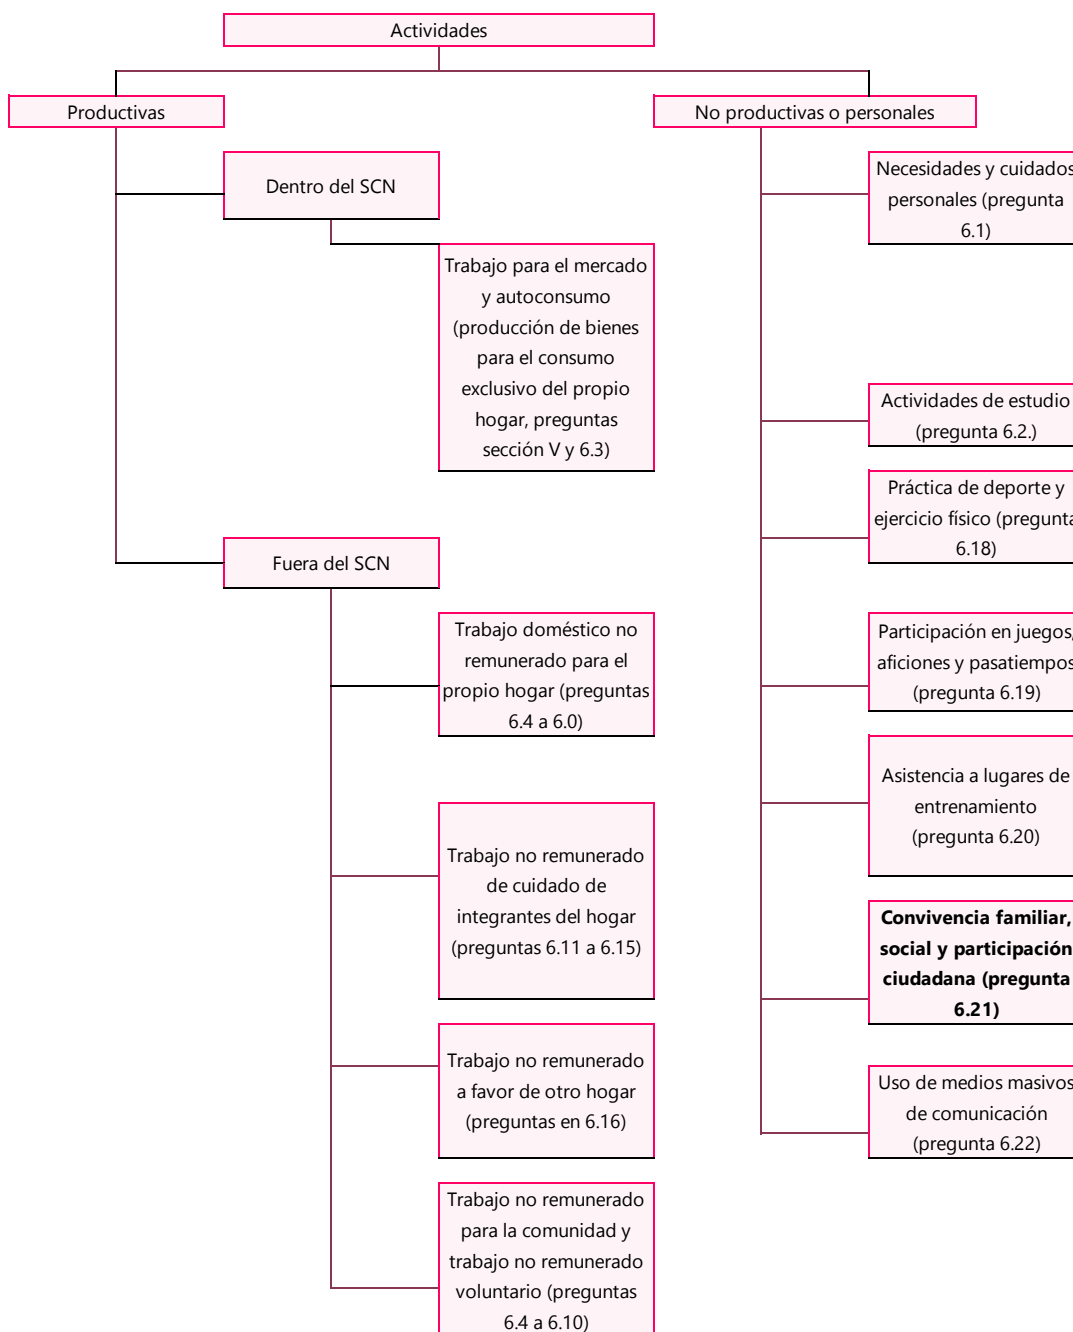 Actividades
Productivas
No productivas o personales
Dentro del SCN
Trabajo para el mercado
y autoconsumo
(producción de bienes
para el consumo
exclusivo del propio
hogar, preguntas
sección V y 6.3)
Fuera del SCN
Trabajo doméstico no
remunerado para el
propio hogar (preguntas
6.4 a 6.0)
Trabajo no remunerado
de cuidado de
integrantes del hogar
(preguntas 6.11 a 6.15)
Trabajo no remunerado
a favor de otro hogar
(preguntas en 6.16)
Trabajo no remunerado
para la comunidad y
trabajo no remunerado
voluntario (preguntas
6.4 a 6.10)
Necesidades y cuidados
personales (pregunta
6.1)
Actividades de estudio
(pregunta 6.2.)
Práctica de deporte y
ejercicio físico (pregunta
6.18)
Participación en juegos,
aficiones y pasatiempos
(pregunta 6.19)
Asistencia a lugares de
entrenamiento
(pregunta 6.20)
Convivencia familiar,
social y participación
ciudadana (pregunta
6.21)
Uso de medios masivos
de comunicación
(pregunta 6.22)